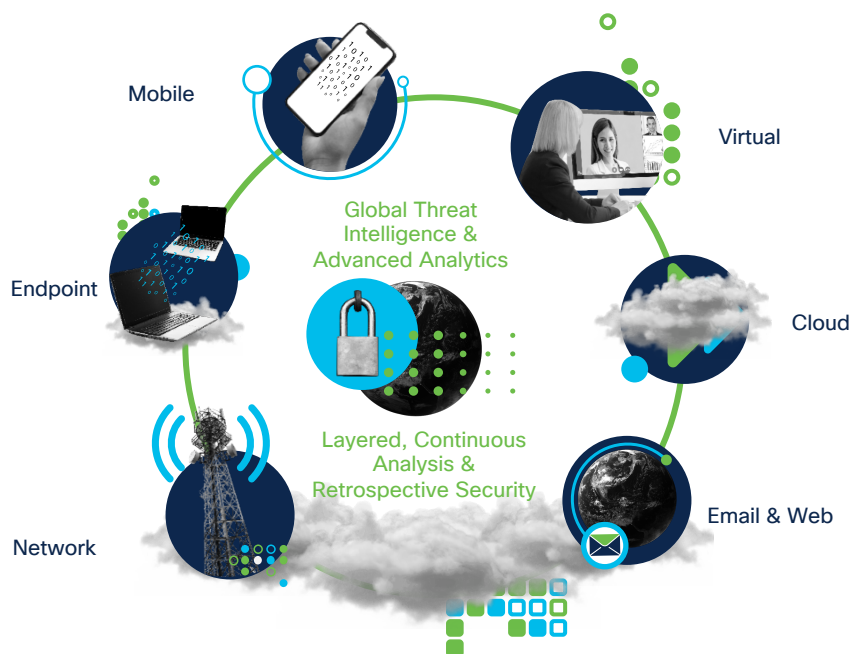 Mobile
Virtual
Global Threat
Intelligence &
Advanced Analytics
Endpoint
Cloud
Layered, Continuous
Analysis &
Retrospective Security
Email & Web
Network